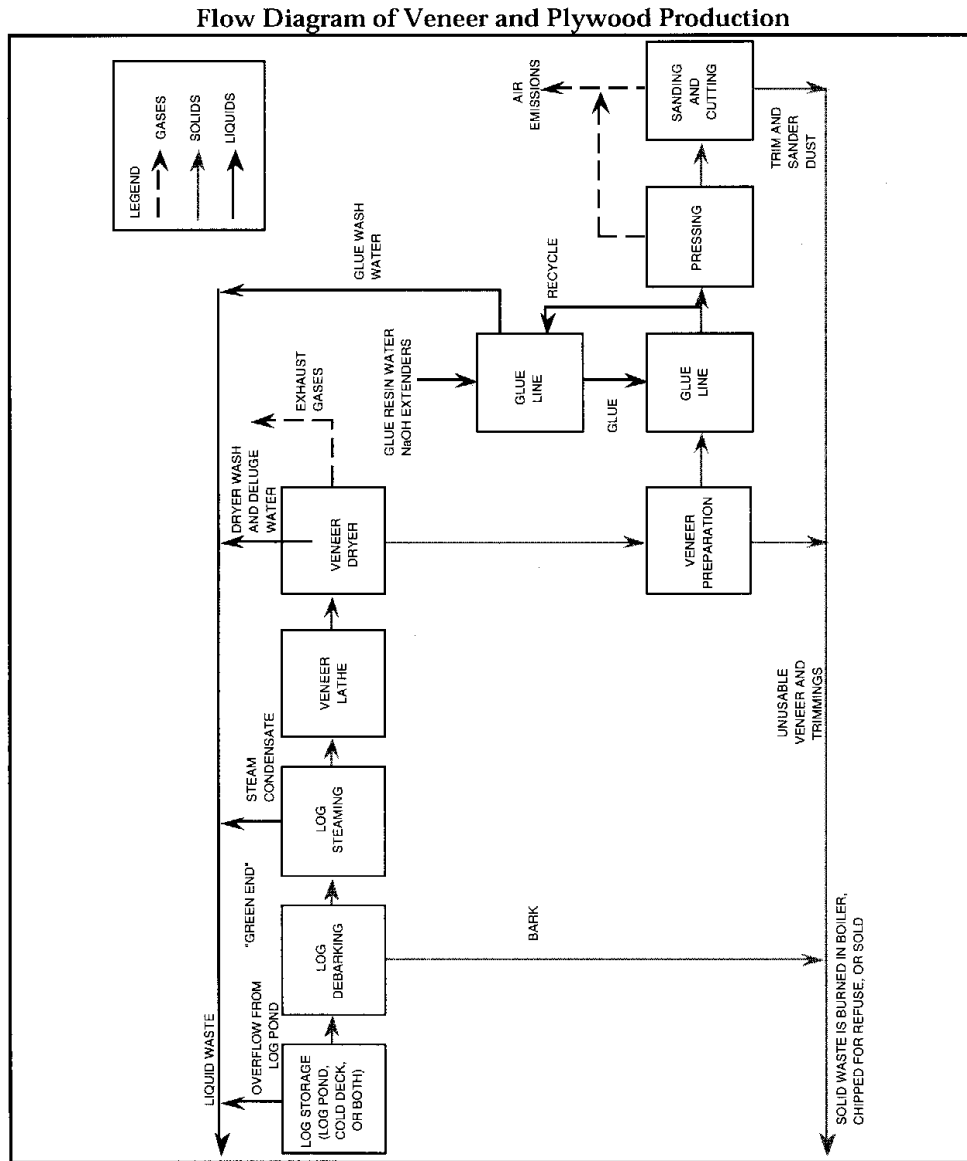 Flow Diagram of Veneer and Plywood Production
LEGEND
GASES
SOLIDS
LIQUIDS
LIQUID WASTE
OVERFLOW FROM
LOG POND
"GREEN END"
STEAM
CONDENSATE
DRYER WASH
AND DELUGE
WATER
EXHAUST
GASES
GLUE WASH
WATER
AIR
EMISSIONS
LOG STORAGE
(LOG POND,
COLD DECK,
OR BOTH)
LOG
DEBARKING
LOG
STEAMING
VENEER
LATHE
VENEER
DRYER
GLUE RESIN WATER
NaOH EXTENDERS
GLUE
LINE
RECYCLE
GLUE
BARK
VENEER
PREPARATION
GLUE
LINE
PRESSING
SANDING
AND
CUTTING
UNUSABLE
VENEER AND
TRIMMINGS
TRIM AND
SANDER
DUST
SOLID WASTE IS BURNED IN BOILER,
CHIPPED FOR REFUSE, OR SOLD